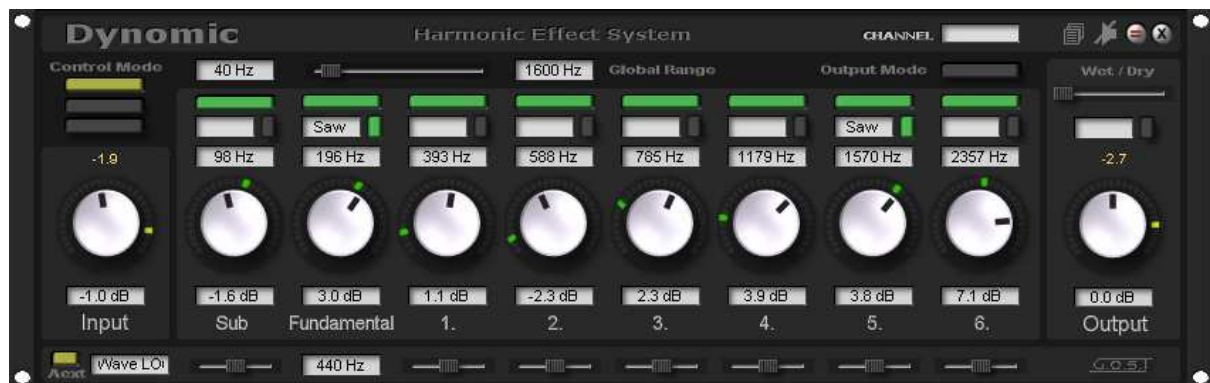 Dynomic Harmonic Effect System CHANNEL
Control Mode 40 Hz 1600 Hz Global Range Output Mode Wet / Dry
Saw Saw
-1.9 98 Hz 196 Hz 393 Hz 588 Hz 785 Hz 1179 Hz 1570 Hz 2357 Hz -2.7
-1.0 dB -1.6 dB 3.0 dB 1.1 dB -2.3 dB 2.3 dB 3.9 dB 3.8 dB 7.1 dB 0.0 dB
Input Sub Fundamental 1. 2. 3. 4. 5. 6. Output
Wave 440 Hz